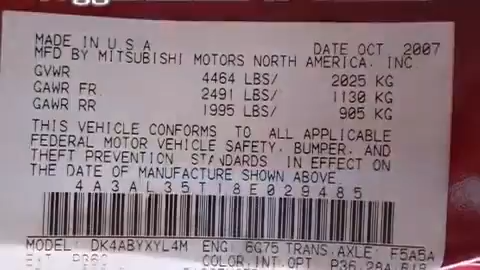 MADE IN U S A DATE OCT. 2007
MFD BY MITSUBISHI MOTORS NORTH AMERICA, INC
GVWR 4464 LBS/ 2025 KG
GAWR FR 2491 LBS/ 1130 KG
GAWR RR 1995 LBS/ 905 KG
THIS VEHICLE CONFORMS TO ALL APPLICABLE
FEDERAL MOTOR VEHICLE SAFETY, BUMPER, AND
THEFT PREVENTION STANDARDS IN EFFECT ON
THE DATE OF MANUFACTURE SHOWN ABOVE
4A3AL35T18E029485
MODEL: DK4ABYXYL4M ENG: 6G75 TRANS.AXLE. F5A5A
COLOR.INT.OPT